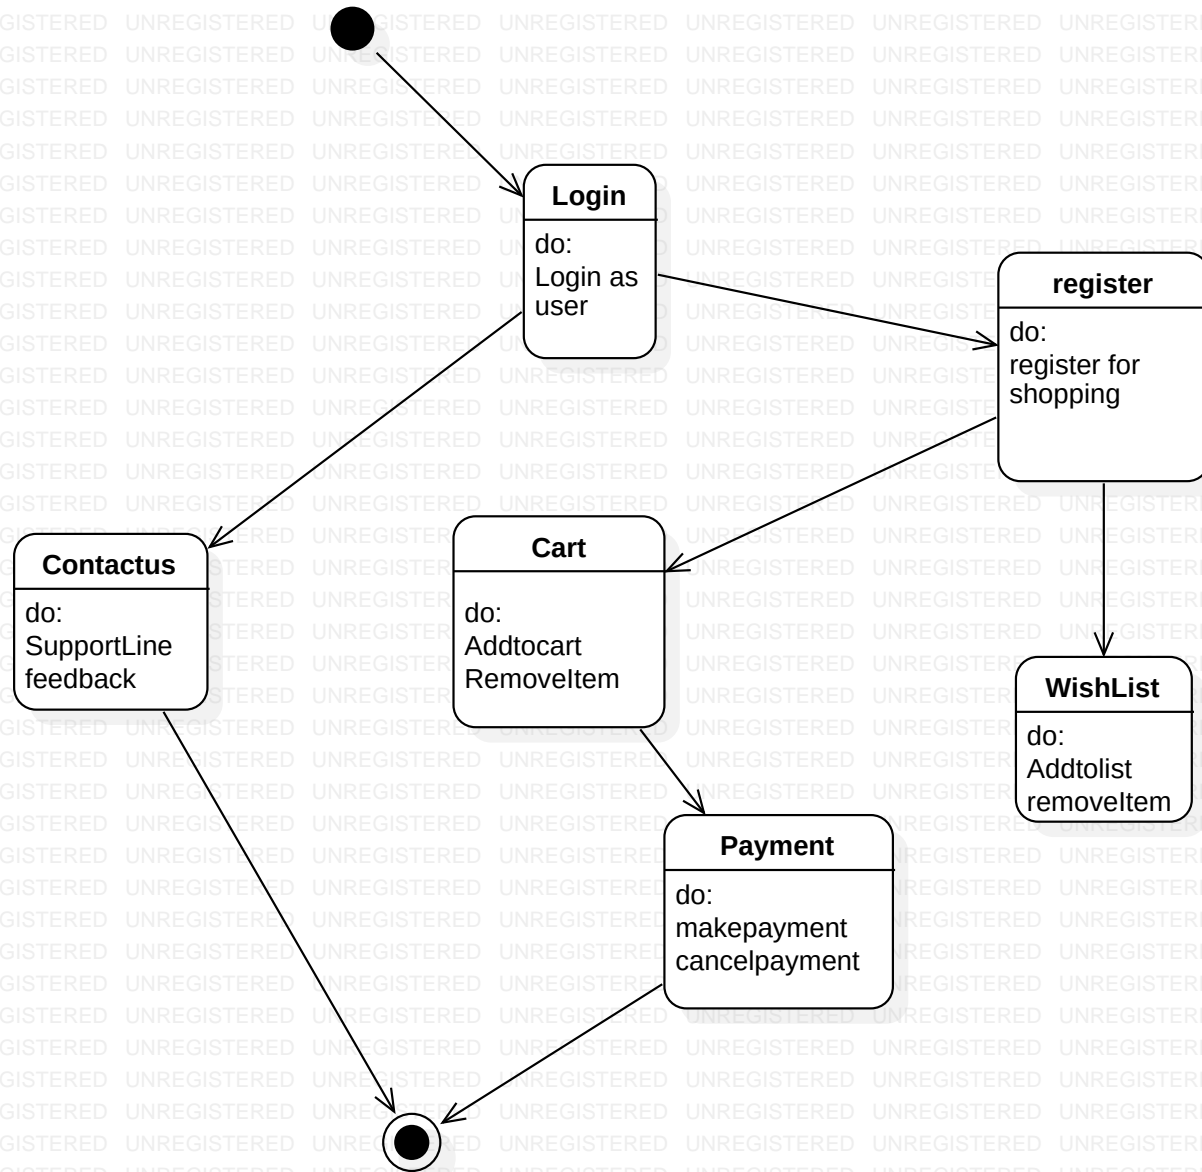 Login
do:
Login as
user
register
do:
register for
shopping
Contactus
do:
SupportLine
feedback
Cart
do:
Addtocart
RemoveItem
WishList
do:
Addtolist
removeItem
Payment
do:
makepayment
cancelpayment
UNREGISTERED